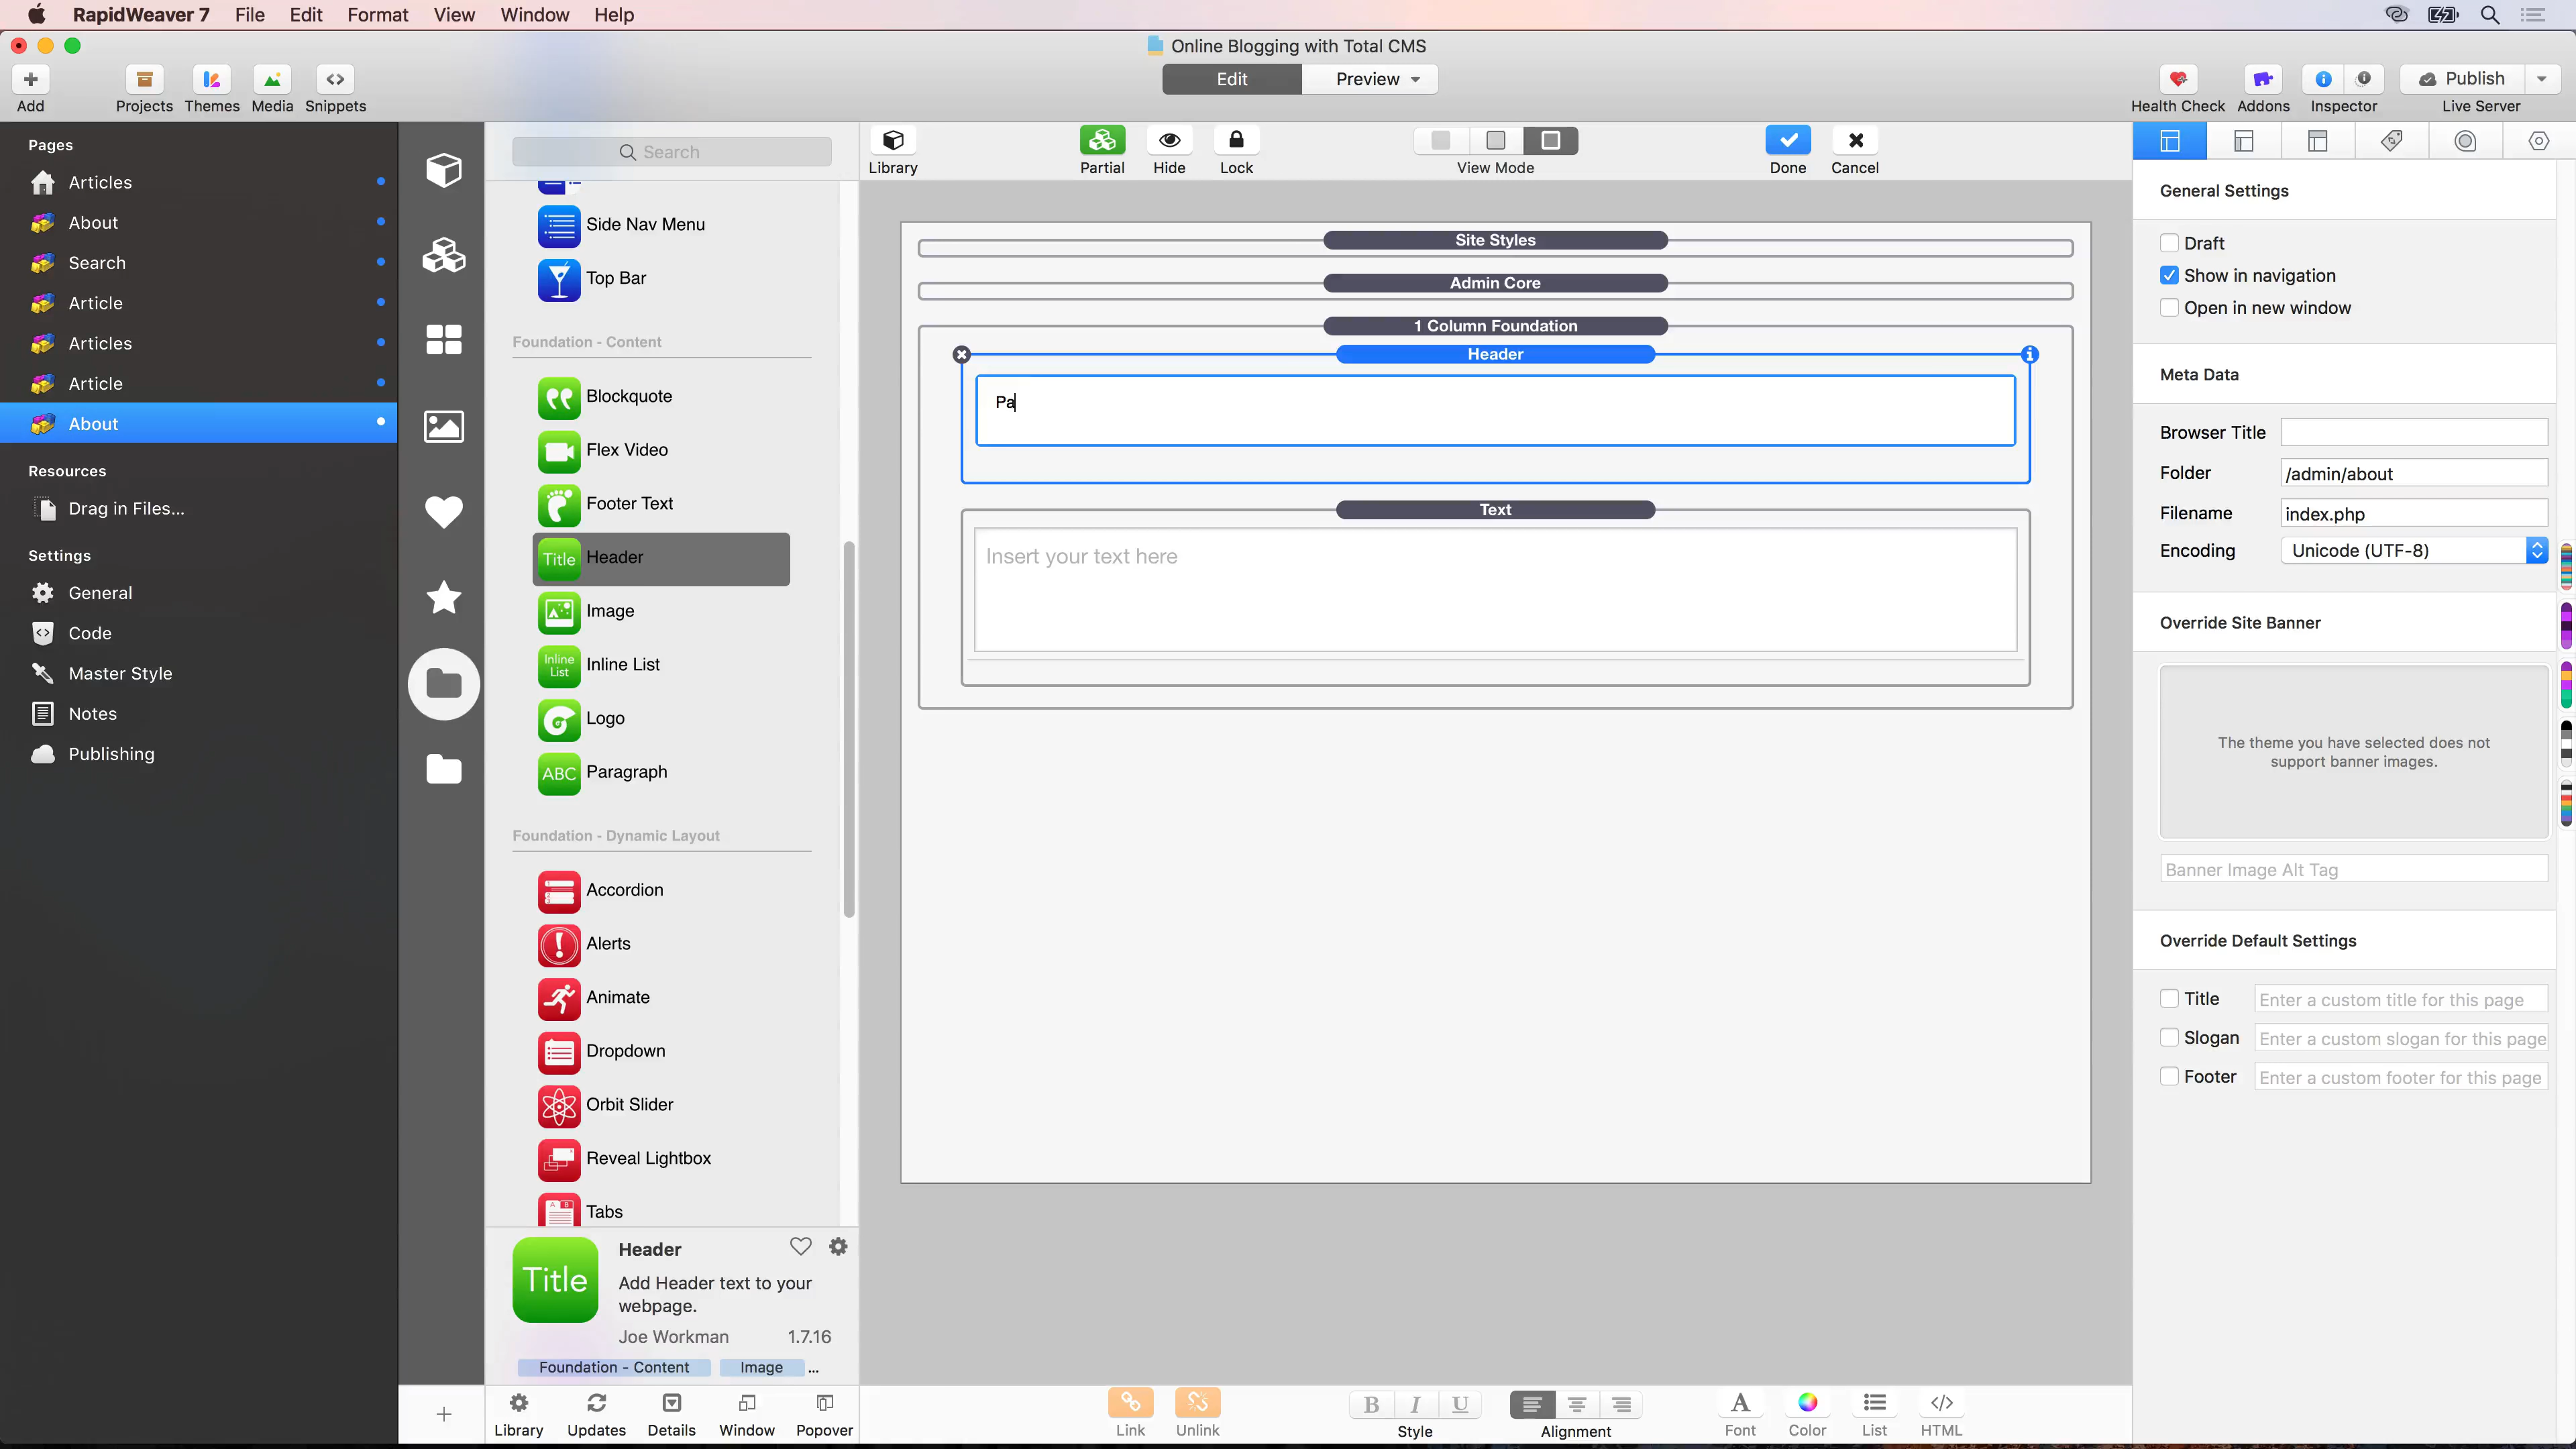 RapidWeaver 7 File Edit Format View Window Help
Online Blogging with Total CMS
Edit Preview
Add Projects Themes Media Snippets
Health Check Addons Inspector Publish Live Server
Pages
Articles
About
Search
Article
Articles
Article
About
Resources
Drag in Files...
Settings
General
Code
Master Style
Notes
Publishing
Search
Side Nav Menu
Top Bar
Foundation - Content
Blockquote
Flex Video
Footer Text
Title Header
Image
Inline List Inline List
Logo
ABC Paragraph
Foundation - Dynamic Layout
Accordion
Alerts
Animate
Dropdown
Orbit Slider
Reveal Lightbox
A B Tabs
Title
Header
Add Header text to your
webpage.
Joe Workman 1.7.16
Foundation - Content Image ...
Library Updates Details Window Popover
Library Partial Hide Lock View Mode Done Cancel
Site Styles
Admin Core
1 Column Foundation
Header
Pa
Text
Insert your text here
Link Unlink B I U Style Alignment A Font Color List HTML
General Settings
Draft
Show in navigation
Open in new window
Meta Data
Browser Title
Folder /admin/about
Filename index.php
Encoding Unicode (UTF-8)
Override Site Banner
The theme you have selected does not
support banner images.
Banner Image Alt Tag
Override Default Settings
Title Enter a custom title for this page
Slogan Enter a custom slogan for this page
Footer Enter a custom footer for this page